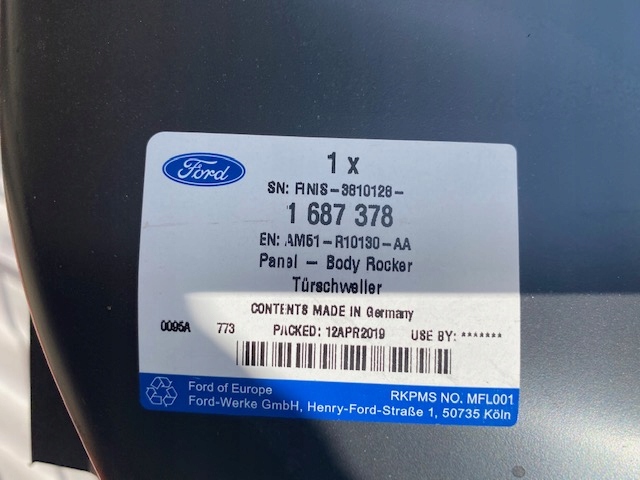 Ford
1 x
SN: FINIS-3810128-
1 687 378
EN: AM51-R10130-AA
Panel - Body Rocker
Türschweller
CONTENTS MADE IN Germany
0095A 773 PACKED: 12APR2019 USE BY: *******
Ford of Europe RKPMS NO. MFL001
Ford-Werke GmbH, Henry-Ford-Straße 1, 50735 Köln